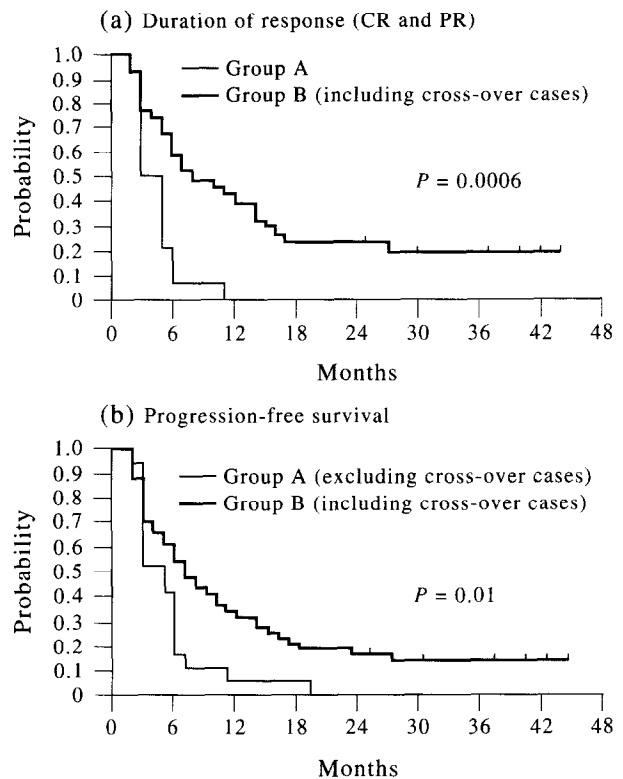 (a) Duration of response (CR and PR)
1.0
0.9
0.8
0.7
0.6
0.5
0.4
0.3
0.2
0.1
0
Probability
Group A
Group B (including cross-over cases)
P = 0.0006
0 6 12 18 24 30 36 42 48
Months
(b) Progression-free survival
1.0
0.9
0.8
0.7
0.6
0.5
0.4
0.3
0.2
0.1
0
Probability
Group A (excluding cross-over cases)
Group B (including cross-over cases)
P = 0.01
0 6 12 18 24 30 36 42 48
Months